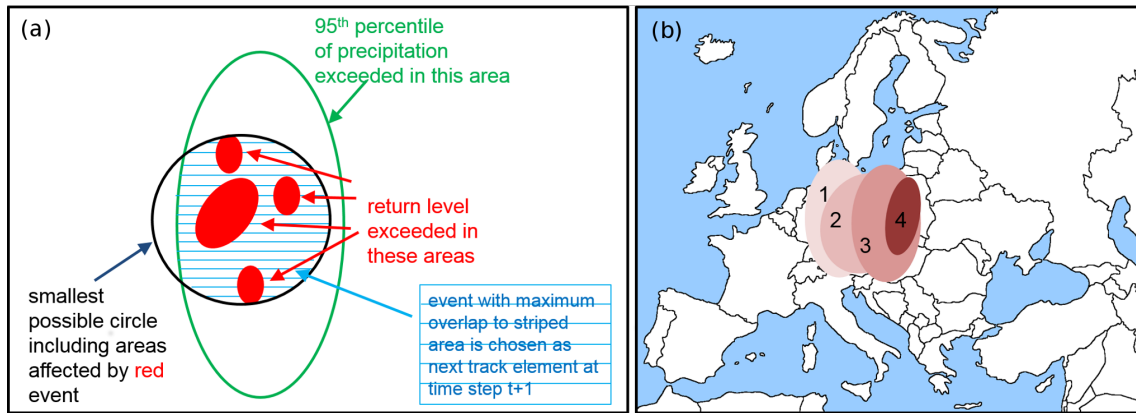 (a)
95th percentile
of precipitation
exceeded in this area
return level
exceeded in
these areas
smallest
possible circle
including areas
affected by red
event
event with maximum
overlap to striped
area is chosen as
next track element at
time step t+1
(b)
1
2
3
4